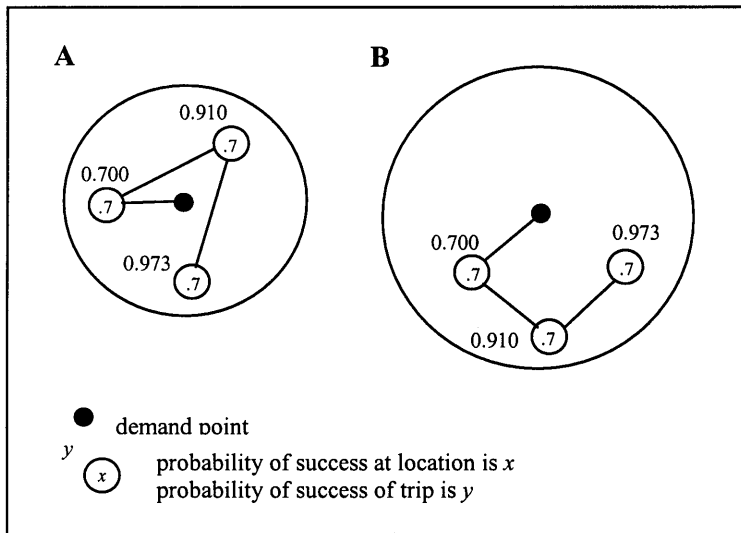 A
0.910
.7
0.700
.7
0.973
.7
B
0.700
.7
0.973
.7
0.910
.7
demand point
y
x
probability of success at location is x
probability of success of trip is y